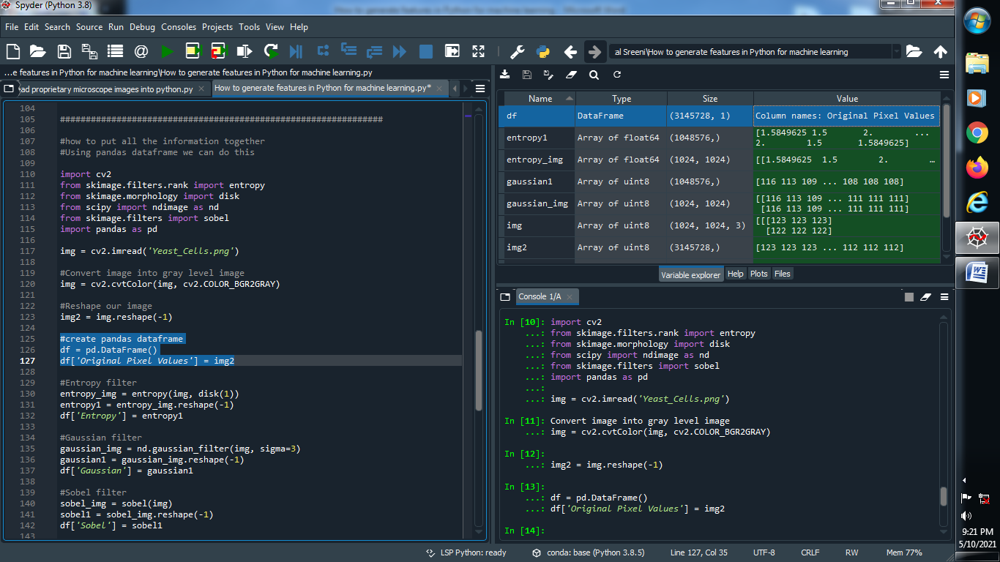 Spyder (Python 3.8)
File Edit Search Source Run Debug Consoles Projects Tools View Help
al Sreeni\How to generate features in Python for machine learning
...e features in Python for machine learning\How to generate features in Python for machine learning.py
ad proprietary microscope images into python.py
How to generate features in Python for machine learning.py*
104
105 ###############################################################
106
107 #how to put all the information together
108 #Using pandas dataframe we can do this
109
110 import cv2
111 from skimage.filters.rank import entropy
112 from skimage.morphology import disk
113 from scipy import ndimage as nd
114 from skimage.filters import sobel
115 import pandas as pd
116
117 img = cv2.imread('Yeast_Cells.png')
118
119 #Convert image into gray level image
120 img = cv2.cvtColor(img, cv2.COLOR_BGR2GRAY)
121
122 #Reshape our image
123 img2 = img.reshape(-1)
124
125 #create pandas dataframe
126 df = pd.DataFrame()
127 df['Original Pixel Values'] = img2
128
129 #Entropy filter
130 entropy_img = entropy(img, disk(1))
131 entropy1 = entropy_img.reshape(-1)
132 df['Entropy'] = entropy1
133
134 #Gaussian filter
135 gaussian_img = nd.gaussian_filter(img, sigma=3)
136 gaussian1 = gaussian_img.reshape(-1)
137 df['Gaussian'] = gaussian1
138
139 #Sobel filter
140 sobel_img = sobel(img)
141 sobel1 = sobel_img.reshape(-1)
142 df['Sobel'] = sobel1
143
Name Type Size Value
df DataFrame (3145728, 1) Column names: Original Pixel Values
entropy1 Array of float64 (1048576,) [1.5849625 1.5 2. ...
2. 1.5 1.5849625]
entropy_img Array of float64 (1024, 1024) [[1.5849625 1.5 2. …
gaussian1 Array of uint8 (1048576,) [116 113 109 ... 108 108 108]
gaussian_img Array of uint8 (1024, 1024) [[116 113 109 ... 111 111 111]
[116 113 109 ... 111 111 111]
img Array of uint8 (1024, 1024, 3) [[[123 123 123]
[122 122 122]
img2 Array of uint8 (3145728,) [123 123 123 ... 112 112 112]
Variable explorer Help Plots Files
Console 1/A
In [10]: import cv2
...: from skimage.filters.rank import entropy
...: from skimage.morphology import disk
...: from scipy import ndimage as nd
...: from skimage.filters import sobel
...: import pandas as pd
...:
...: img = cv2.imread('Yeast_Cells.png')
In [11]: Convert image into gray level image
...: img = cv2.cvtColor(img, cv2.COLOR_BGR2GRAY)
In [12]:
...: img2 = img.reshape(-1)
In [13]:
...: df = pd.DataFrame()
...: df['Original Pixel Values'] = img2
In [14]:
LSP Python: ready conda: base (Python 3.8.5) Line 127, Col 35 UTF-8 CRLF RW Mem 77%
9:21 PM
5/10/2021